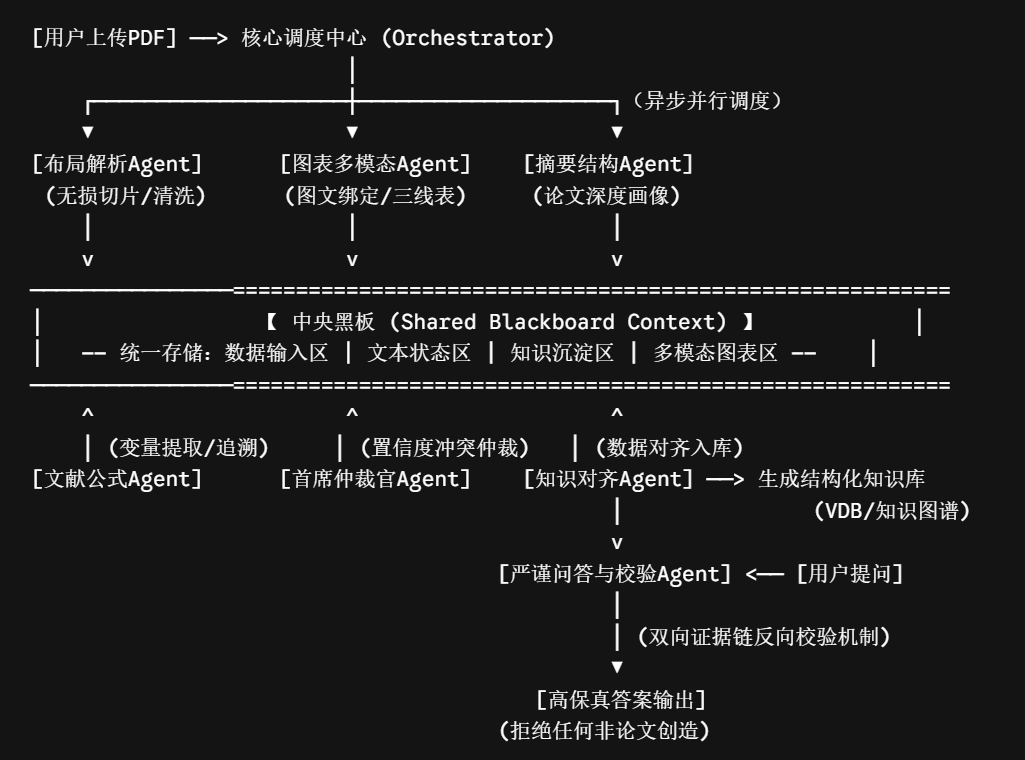 [用户上传PDF] ──> 核心调度中心 (Orchestrator)
(异步并行调度)
[布局解析Agent] [图表多模态Agent] [摘要结构Agent]
(无损切片/清洗) (图文绑定/三线表) (论文深度画像)
【 中央黑板 (Shared Blackboard Context) 】
-- 统一存储: 数据输入区 | 文本状态区 | 知识沉淀区 | 多模态图表区 --
(变量提取/追溯) (置信度冲突仲裁) (数据对齐入库)
[文献公式Agent] [首席仲裁官Agent] [知识对齐Agent] ──> 生成结构化知识库
(VDB/知识图谱)
[严谨问答与校验Agent] <── [用户提问]
(双向证据链反向校验机制)
[高保真答案输出]
(拒绝任何非论文创造)